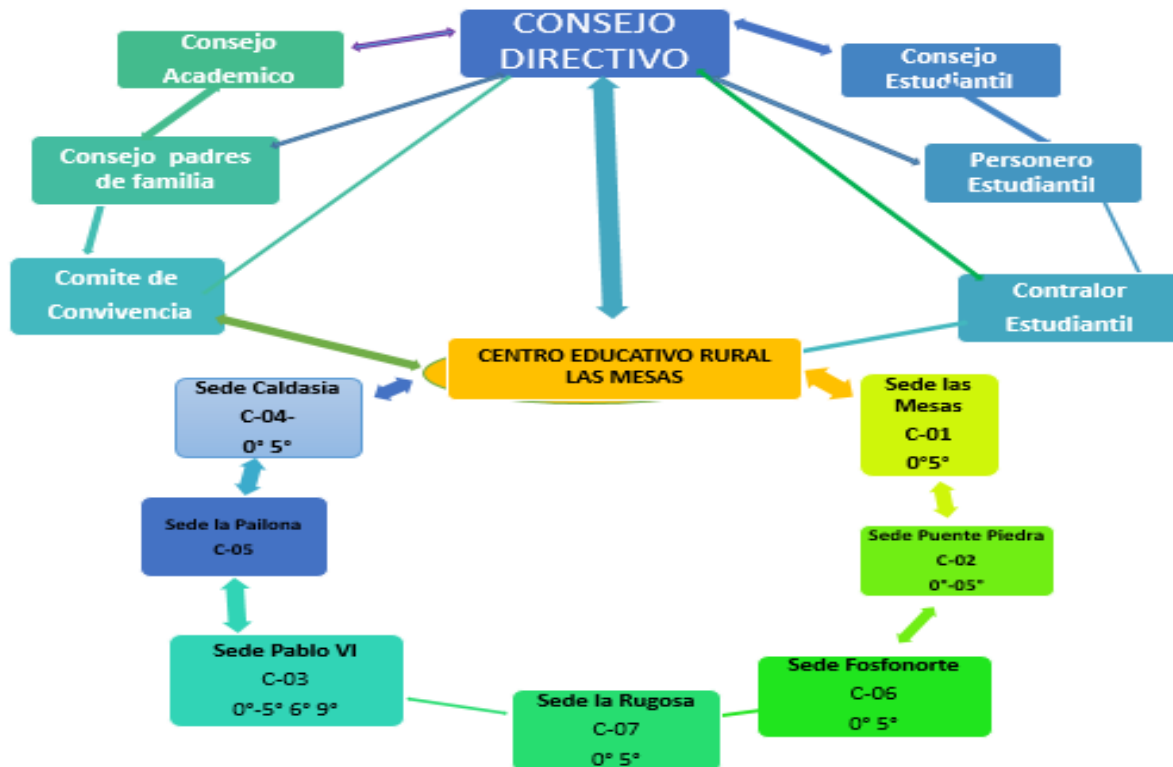 CONSEJO
DIRECTIVO
Consejo
Academico
Consejo
Estudiantil
Consejo padres
de familia
Personero
Estudiantil
Comite de
Convivencia
Contralor
Estudiantil
CENTRO EDUCATIVO RURAL
LAS MESAS
Sede Caldasia
C-04-
0° 5°
Sede las
Mesas
C-01
0°5°
Sede la Pailona
C-05
Sede Puente Piedra
C-02
0°-05°
Sede Pablo VI
C-03
0°-5° 6° 9°
Sede Fosfonorte
C-06
0° 5°
Sede la Rugosa
C-07
0° 5°